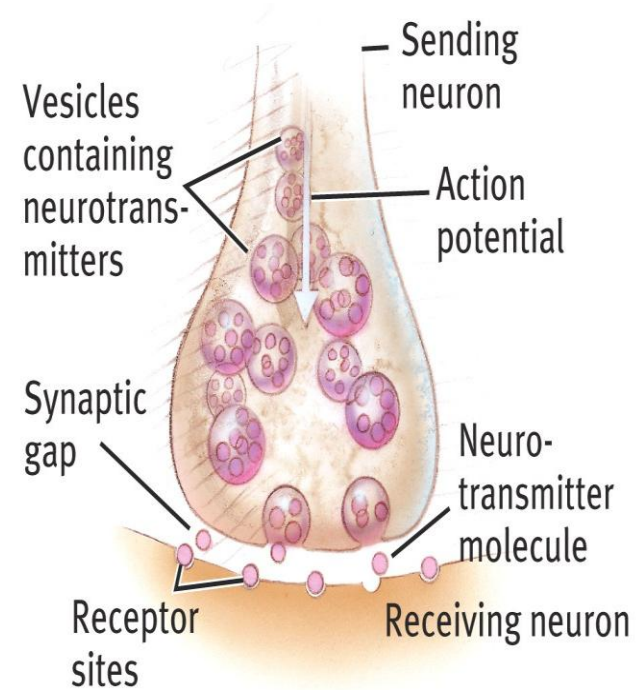 Sending
neuron
Vesicles
containing
neurotrans-
mitters
Action
potential
Synaptic
gap
Neuro-
transmitter
molecule
Receptor
sites
Receiving neuron